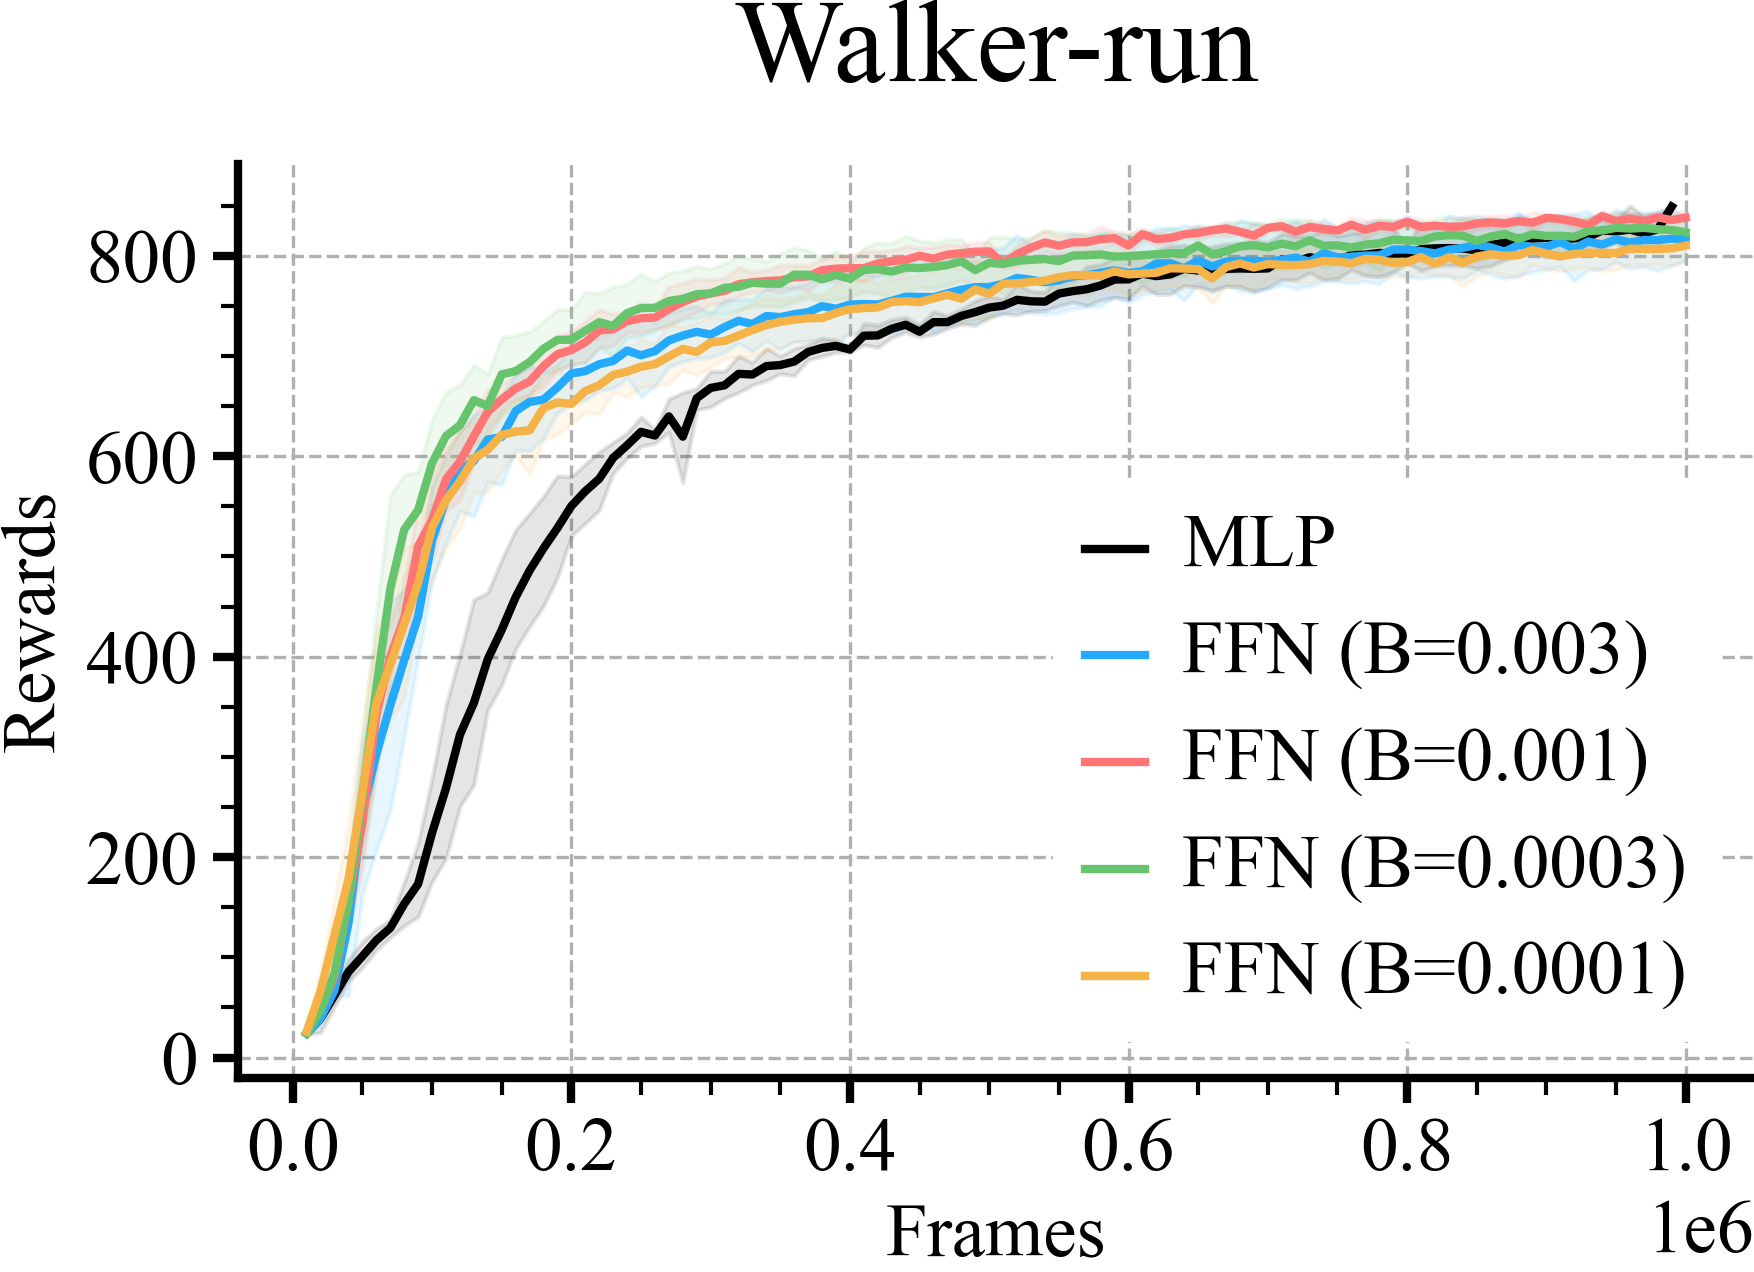 Walker-run
Rewards
800
600
400
200
0
MLP
FFN (B=0.003)
FFN (B=0.001)
FFN (B=0.0003)
FFN (B=0.0001)
0.0 0.2 0.4 0.6 0.8 1.0
1e6
Frames